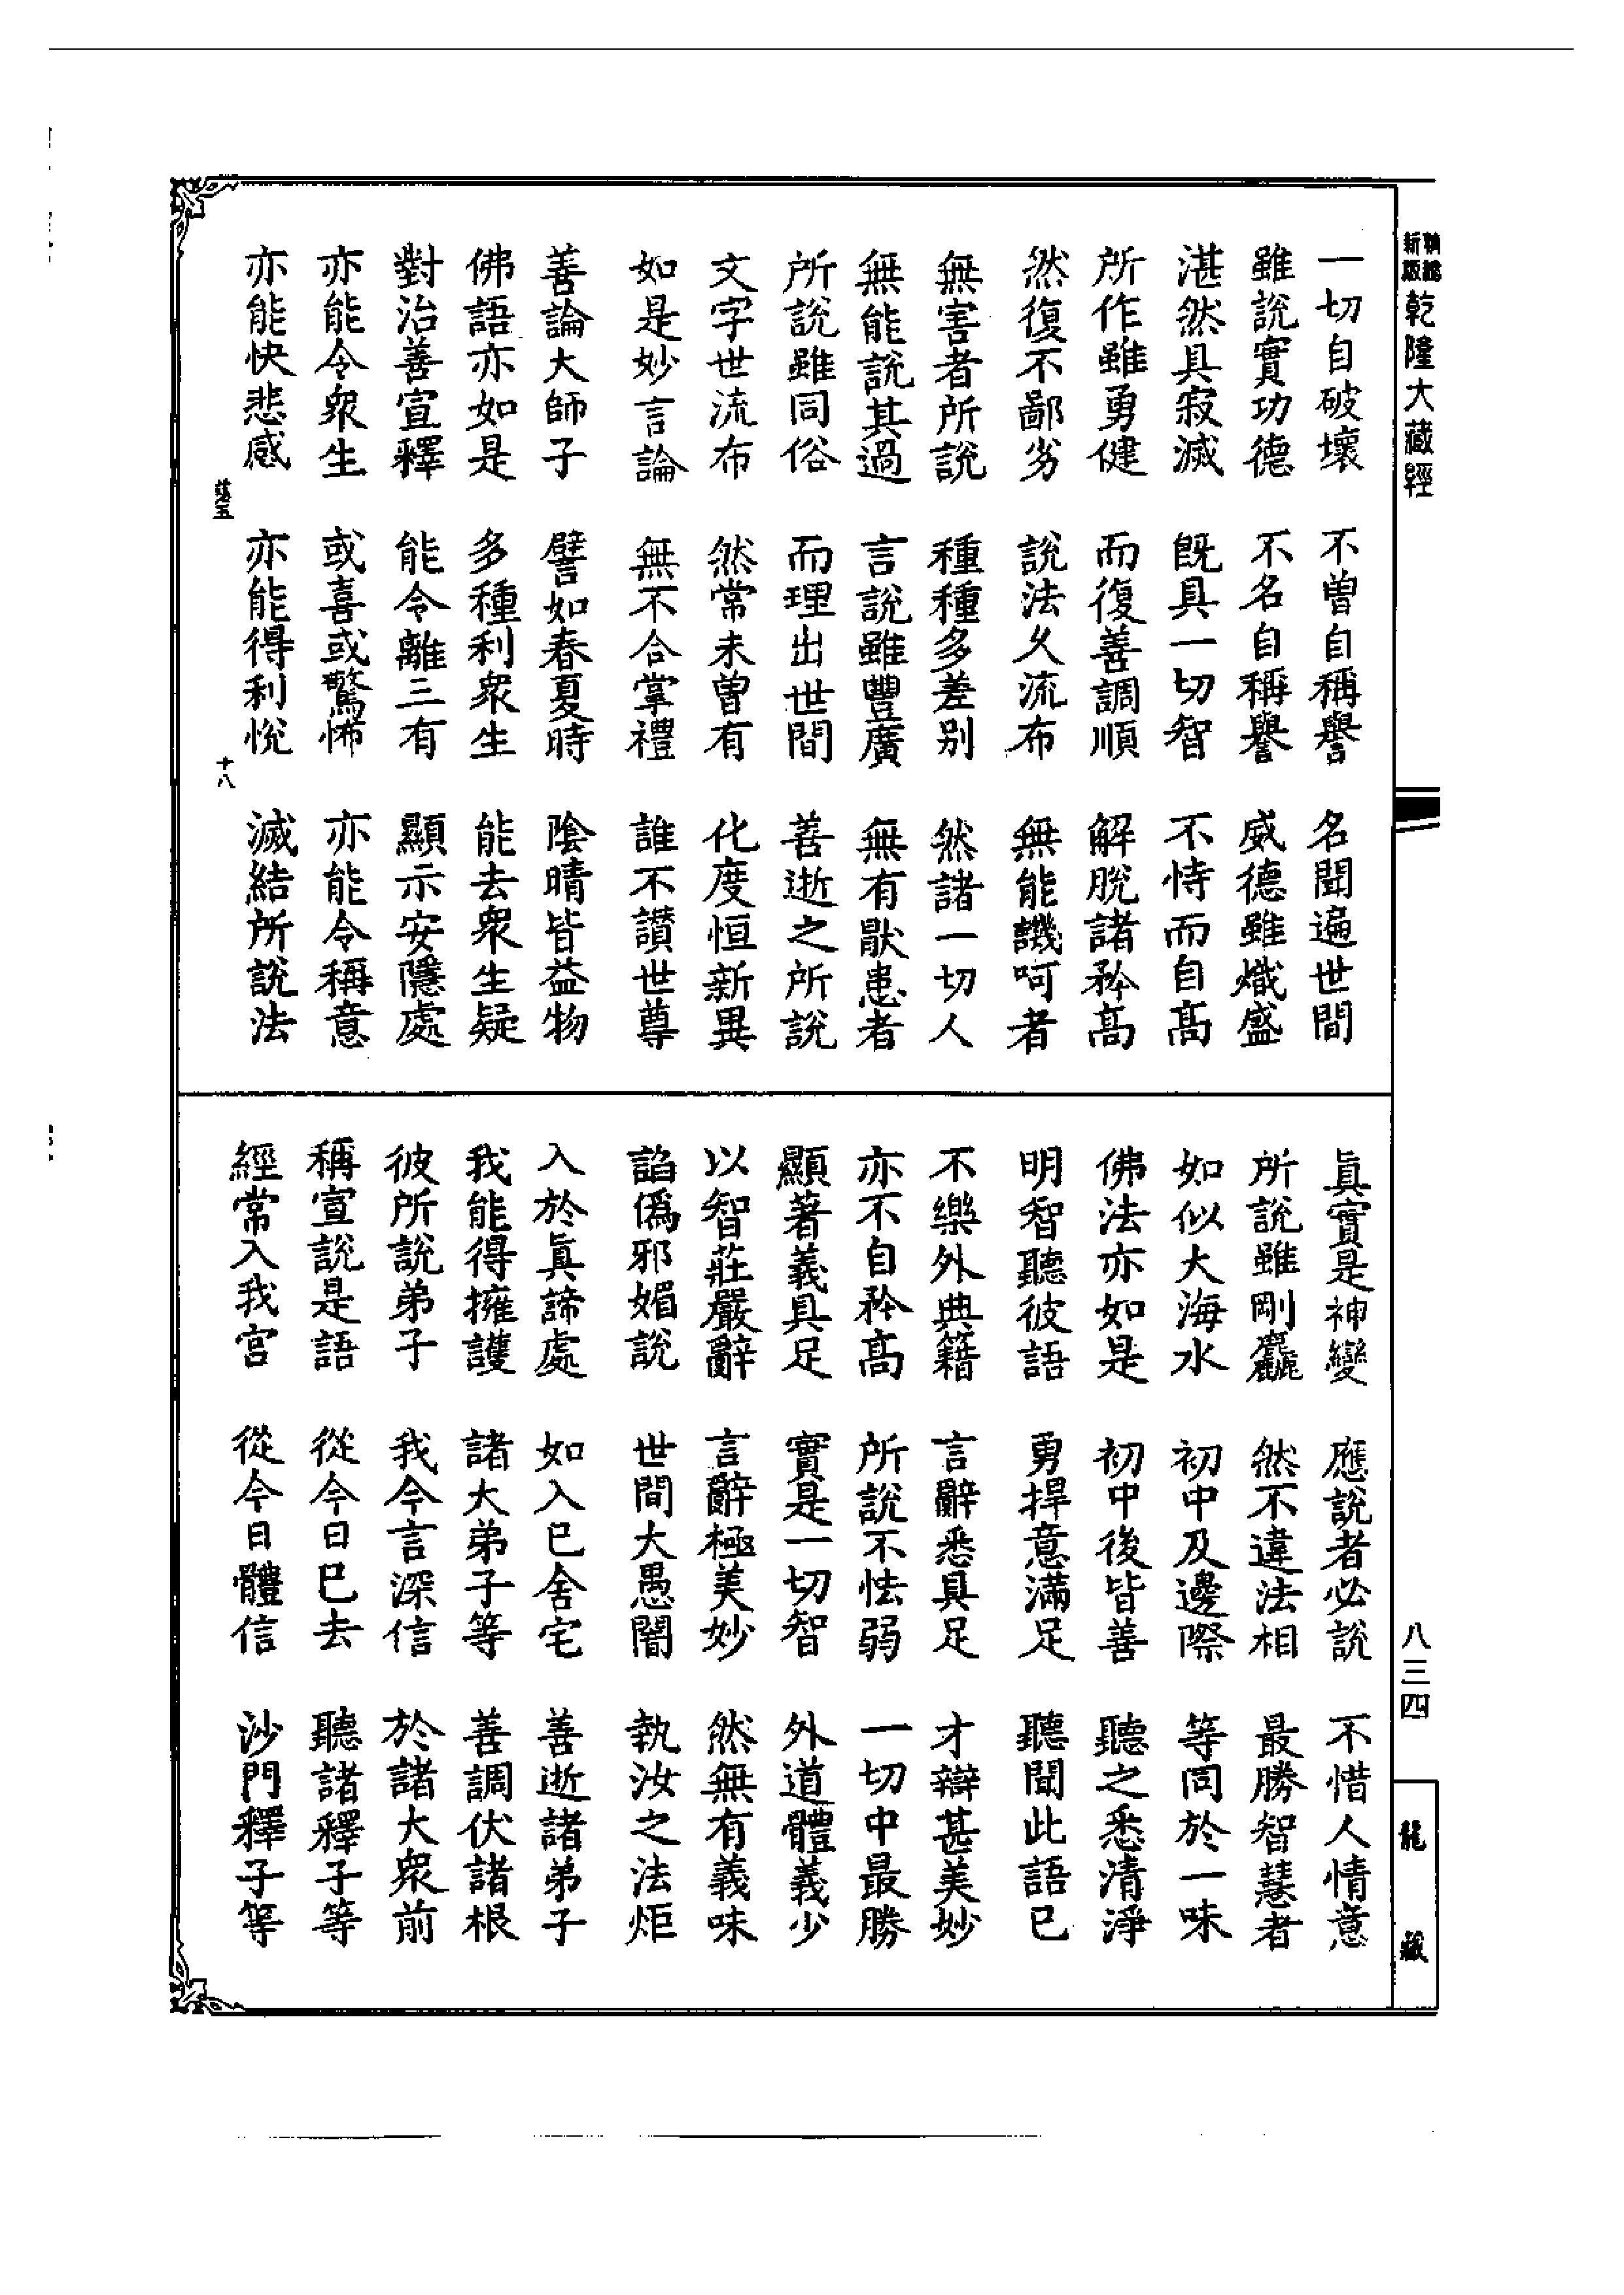 新版乾隆大藏經
一切自破壞　不曾自稱譽　名聞遍世間
雖說實功德　不名自稱譽　威德雖熾盛
湛然具寂滅　旣具一切智　不恃而自髙
所作雖勇健　而復善調順　解脫諸矜髙
然復不鄙劣　說法久流布　無能譏呵者
無害者所說　種種多差别　然諸一切人
無能說其過　言說雖豐廣　無有厭患者
所說雖同俗　而理出世間　善逝之所說
文字世流布　然常未曽有　化度恒新異
如是妙言論　無不合掌禮　誰不讚世尊
善論大師子　譬如春夏時　陰晴皆益物
佛語亦如是　多種利衆生　能去衆生疑
對治善宣釋　能令離三有　顯示安隱處
亦能令衆生　或喜或驚怖　亦能令稱意
亦能快悲感　亦能得利悅　滅結所說法
十八
眞實是神變　應說者必說　不惜人情意
所說雖剛麤　然不違法相　最勝智慧者
如似大海水　初中及邊際　等同於一味
佛法亦如是　初中後皆善　聽之悉清淨
明智聽彼語　勇捍意滿足　聽聞此語已
不樂外典籍　言辭悉具足　才辯甚美妙
亦不自矜髙　所說不怯弱　一切中最勝
顯著義具足　實是一切智　外道體義少
以智莊嚴辭　言辭極美妙　然無有義味
諂僞邪媚說　世間大愚闇　執汝之法炬
入於眞諦處　如入已舍宅　善逝諸弟子
我能得擁護　諸大弟子等　善調伏諸根
彼所說弟子　我今言深信　於諸大衆前
稱宣說是語　從今日已去　聽諸釋子等
經常入我宫　從今日體信　沙門釋子等
八三四
龍藏